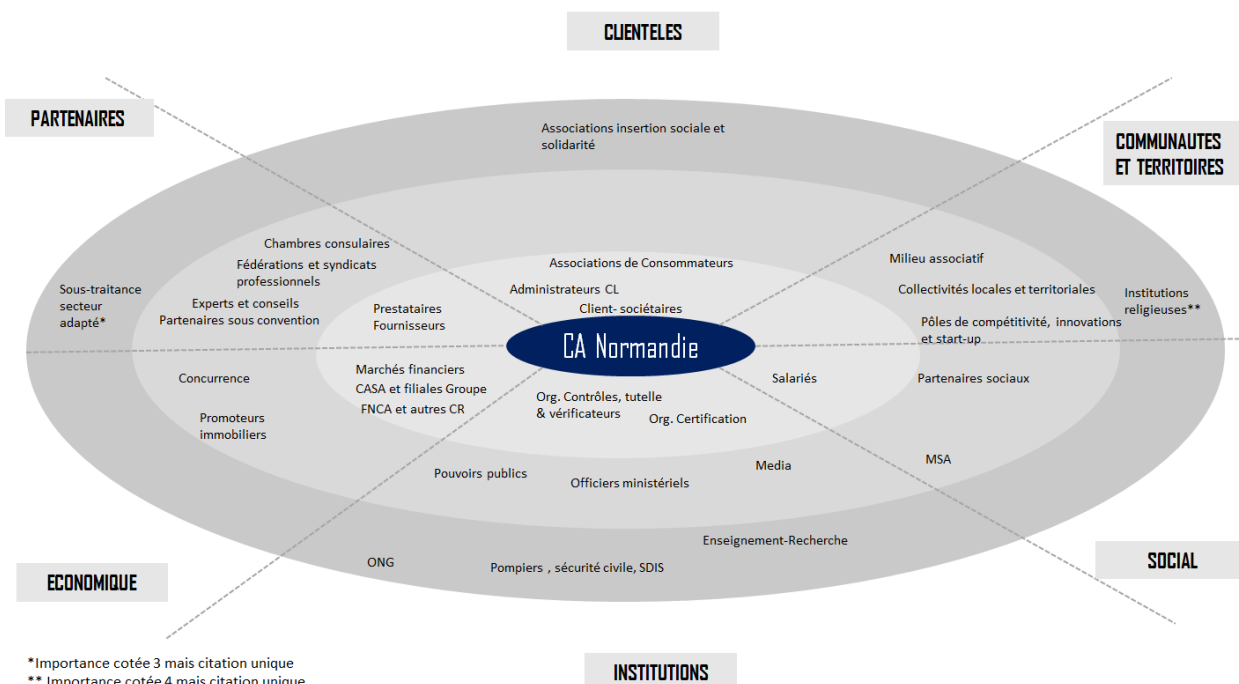 CLIENTELES
PARTENAIRES
COMMUNAUTES
ET TERRITOIRES
Associations insertion sociale et
solidarité
Chambres consulaires
Fédérations et syndicats
professionnels
Experts et conseils
Partenaires sous convention
Sous-traitance
secteur
adapté*
Prestataires
Fournisseurs
Associations de Consommateurs
Administrateurs CL
Client- sociétaires
Milieu associatif
Collectivités locales et territoriales
Pôles de compétitivité, innovations
et start-up
Institutions
religieuses**
CA Normandie
Concurrence
Promoteurs
immobiliers
Marchés financiers
CASA et filiales Groupe
FNCA et autres CR
Org. Contrôles, tutelle
& vérificateurs
Org. Certification
Salariés
Partenaires sociaux
MSA
Pouvoirs publics
Officiers ministériels
Media
Enseignement-Recherche
ONG
Pompiers , sécurité civile, SDIS
ECONOMIQUE
SOCIAL
INSTITUTIONS
*Importance cotée 3 mais citation unique
** Importance cotée 4 mais citation unique